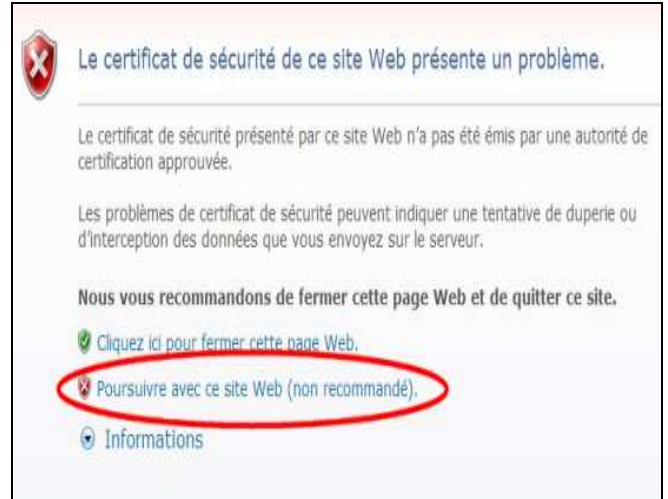 Le certificat de sécurité de ce site Web présente un problème.
Le certificat de sécurité présenté par ce site Web n'a pas été émis par une autorité de
certification approuvée.
Les problèmes de certificat de sécurité peuvent indiquer une tentative de duperie ou
d'interception des données que vous envoyez sur le serveur.
Nous vous recommandons de fermer cette page Web et de quitter ce site.
Cliquez ici pour fermer cette page Web.
Poursuivre avec ce site Web (non recommandé).
Informations